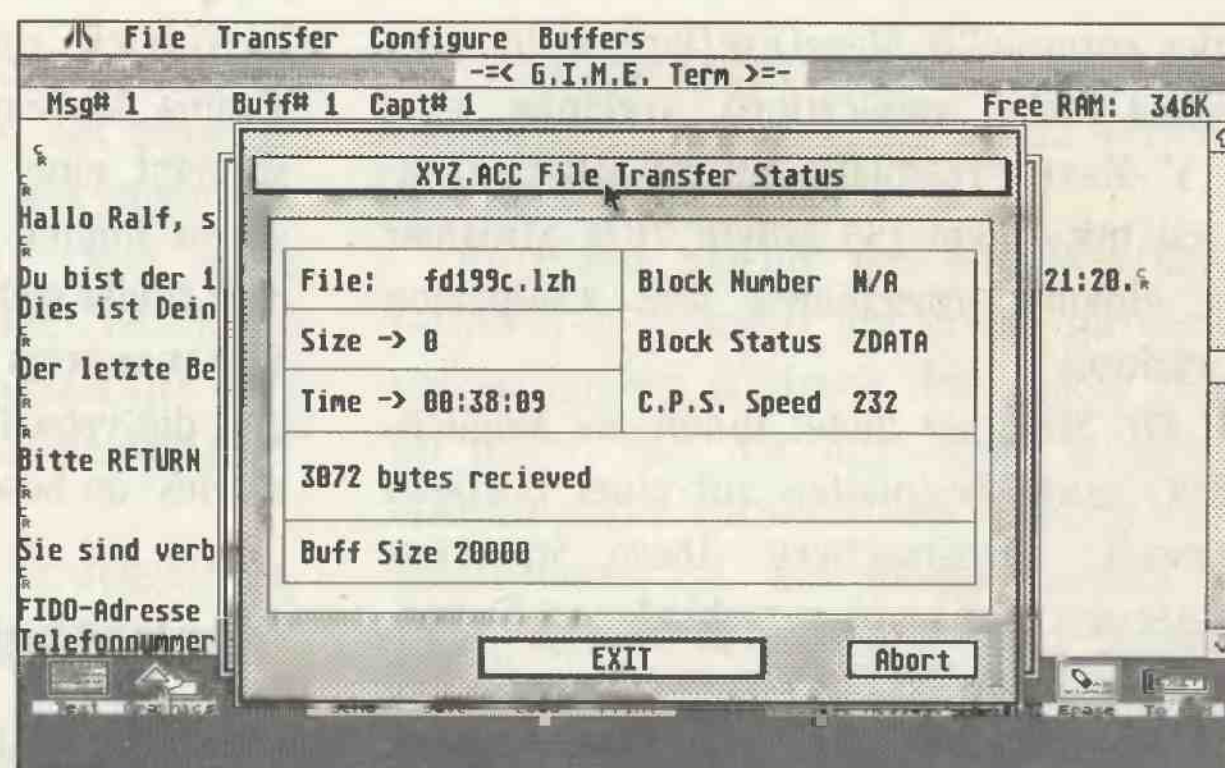 File Transfer Configure Buffers
-=< G.I.M.E. Term >=-
Msg# 1 Buff# 1 Capt# 1 Free RAM: 346K
XYZ.ACC File Transfer Status
Hallo Ralf, s
Du bist der 1
21:20.
Dies ist Dein
Der letzte Be
Bitte RETURN
Sie sind verb
FIDO-Adresse
Telefonnummer
File: fd199c.lzh
Block Number N/A
Size -> 0
Block Status ZDATA
Time -> 00:38:09
C.P.S. Speed 232
3072 bytes recieved
Buff Size 20000
EXIT
Abort
Erase